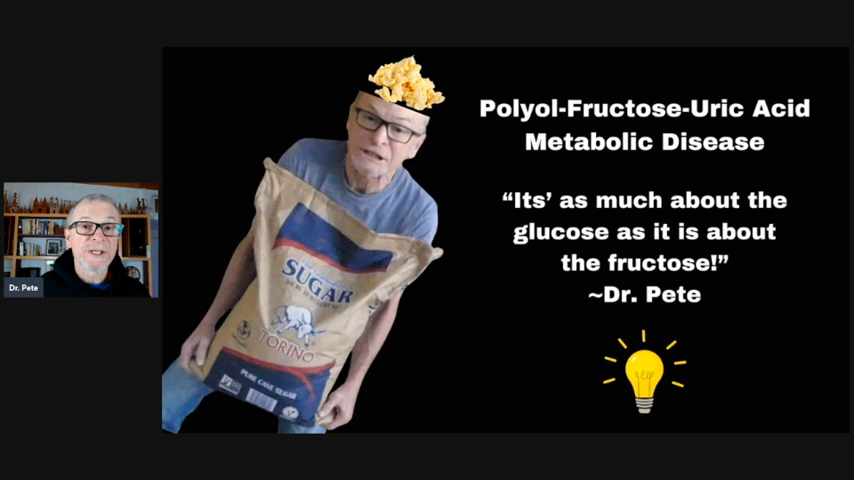 Polyol-Fructose-Uric Acid
Metabolic Disease
“Its’ as much about the
glucose as it is about
the fructose!”
~Dr. Pete
SUGAR
TORINO
PURE CANE SUGAR
Dr. Pete